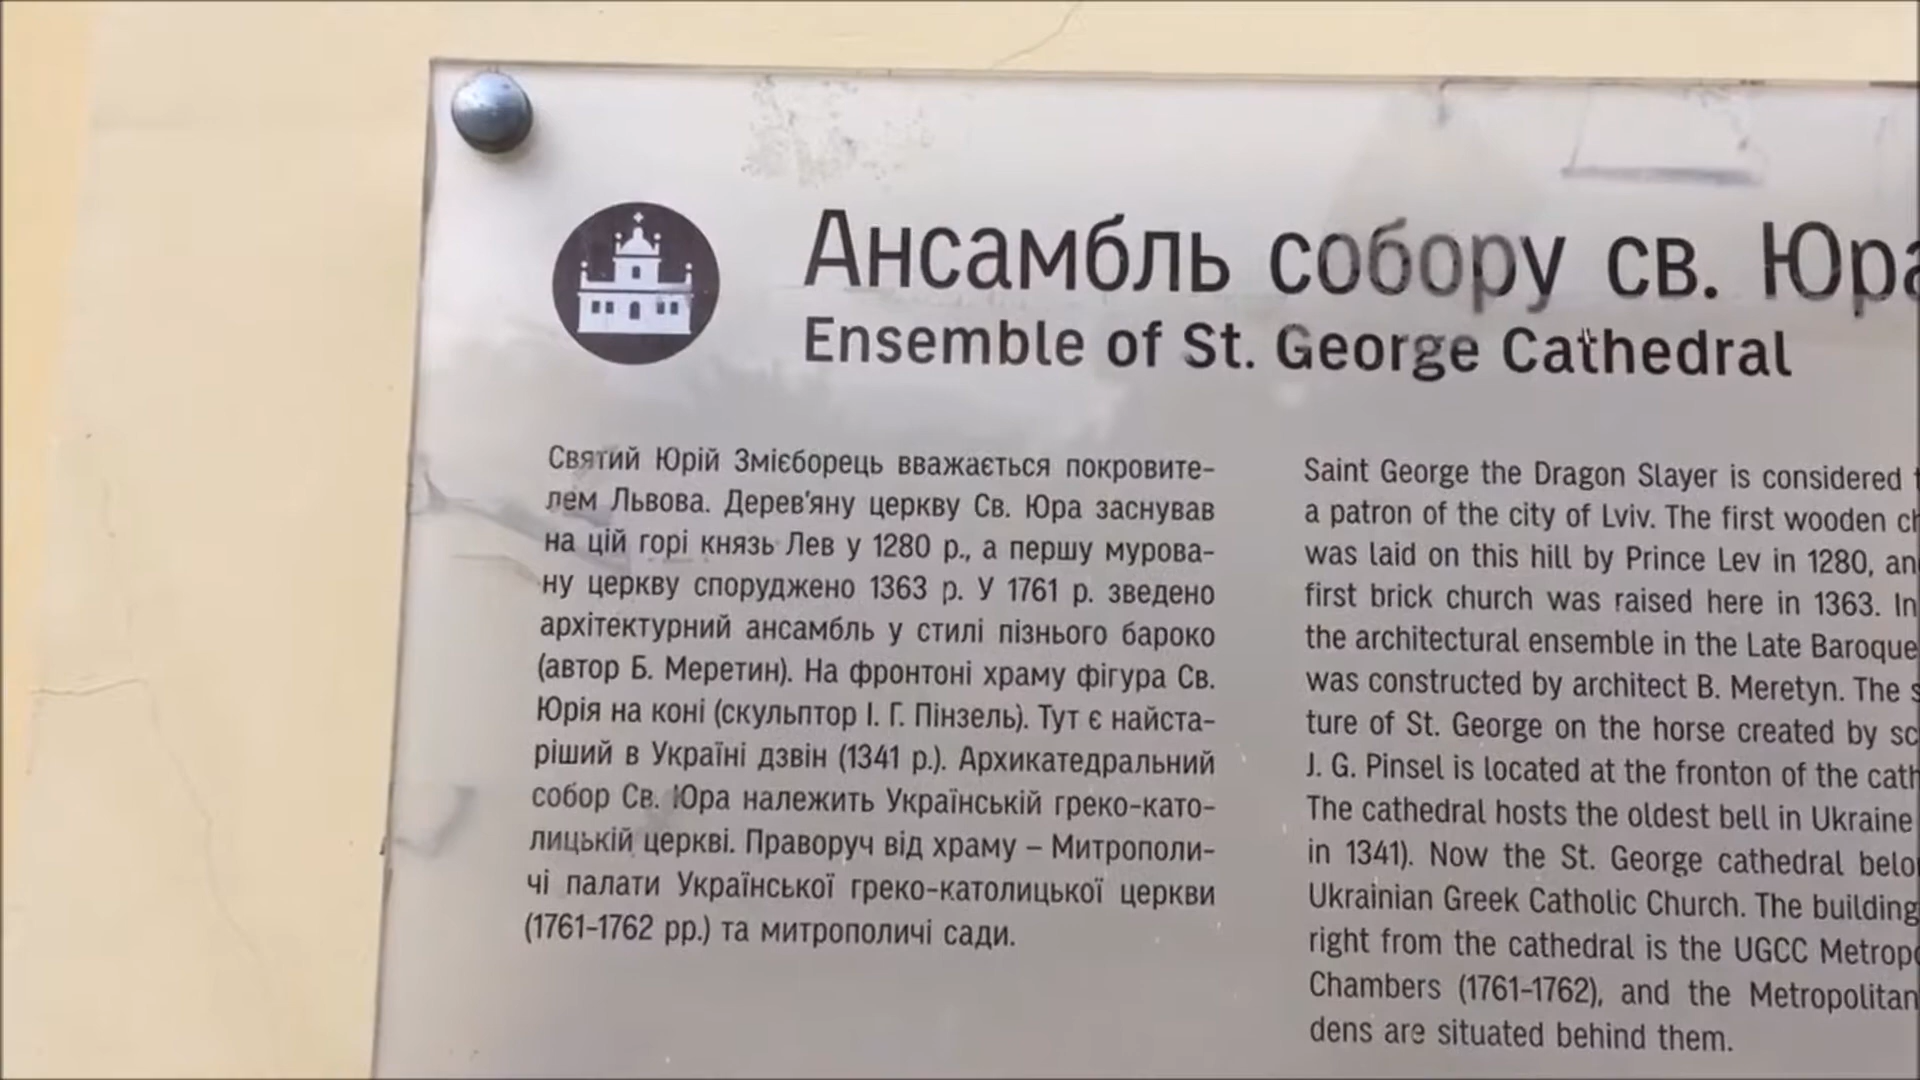 Ансамбль собору св. Юра
Ensemble of St. George Cathedral
Святий Юрій Змієборець вважається покровите-
лем Львова. Дерев'яну церкву Св. Юра заснував
на цій горі князь Лев у 1280 р., а першу мурова-
ну церкву споруджено 1363 р. У 1761 р. зведено
архітектурний ансамбль у стилі пізнього бароко
(автор Б. Меретин). На фронтоні храму фігура Св.
Юрія на коні (скульптор І. Г. Пінзель). Тут є найста-
ріший в Україні дзвін (1341 р.). Архикатедральний
собор Св. Юра належить Українській греко-като-
лицькій церкві. Праворуч від храму – Митрополи-
чі палати Української греко-католицької церкви
(1761-1762 рр.) та митрополичі сади.
Saint George the Dragon Slayer is considered
a patron of the city of Lviv. The first wooden
was laid on this hill by Prince Lev in 1280,
first brick church was raised here in 1363. In
the architectural ensemble in the Late Baroque
was constructed by architect B. Meretyn. The
ture of St. George on the horse created by
J. G. Pinsel is located at the fronton of the
The cathedral hosts the oldest bell in Ukraine
in 1341). Now the St. George cathedral
Ukrainian Greek Catholic Church. The building
right from the cathedral is the UGCC
Chambers (1761-1762), and the Metropolitan
dens are situated behind them.